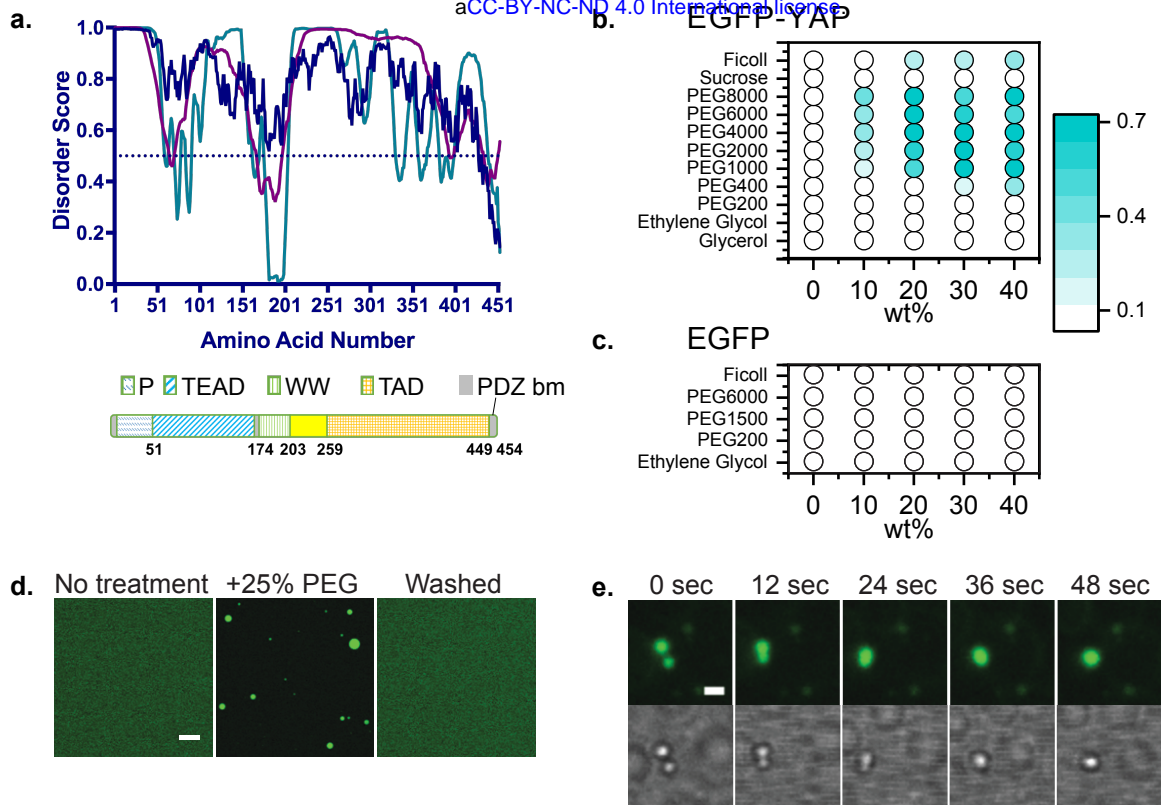 aCC-BY-NC-ND 4.0 International license.
a.
1.0
0.8
0.6
0.4
0.2
0.0
Disorder Score
1 51 101 151 201 251 301 351 401 451
Amino Acid Number
P TEAD WW TAD PDZ bm
51 174 203 259 449 454
b. EGFP-YAP
Ficoll
Sucrose
PEG8000
PEG6000
PEG4000
PEG2000
PEG1000
PEG400
PEG200
Ethylene Glycol
Glycerol
0 10 20 30 40
wt%
0.7
0.4
0.1
c. EGFP
Ficoll
PEG6000
PEG1500
PEG200
Ethylene Glycol
0 10 20 30 40
wt%
d. No treatment +25% PEG Washed
e. 0 sec 12 sec 24 sec 36 sec 48 sec